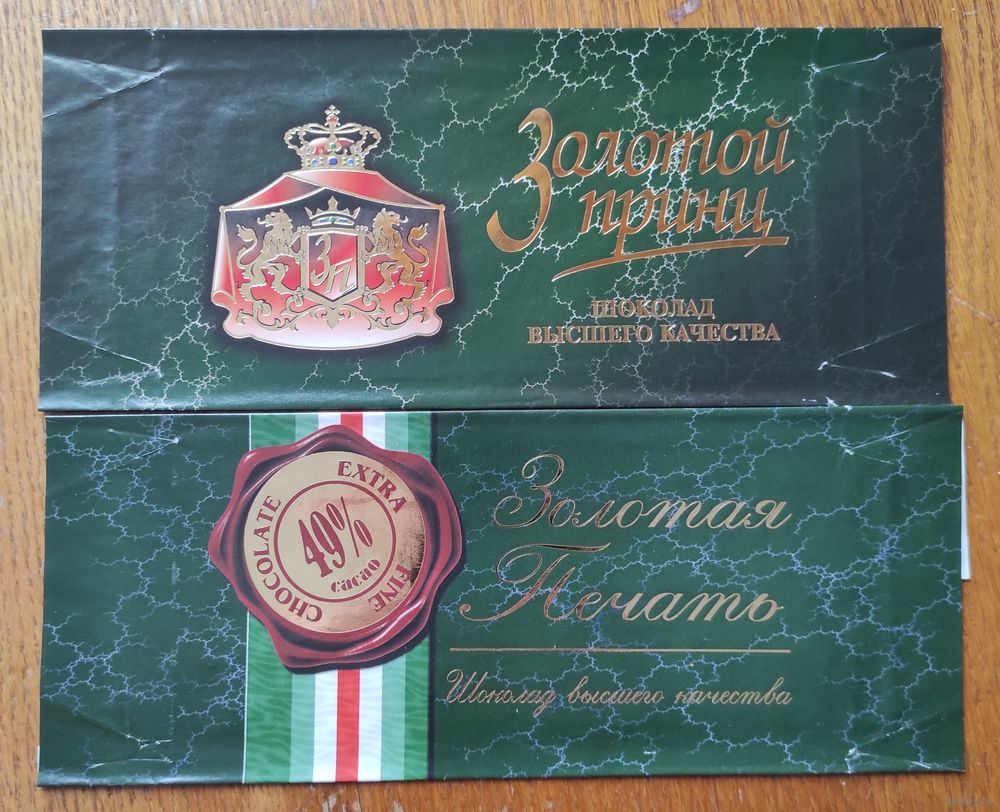 Золотой
принц
ШОКОЛАД
ВЫСШЕГО КАЧЕСТВА
ЗП
CHOCOLATE EXTRA FINE
49%
cacao
Золотая
Печать
Шоколад высшего качества